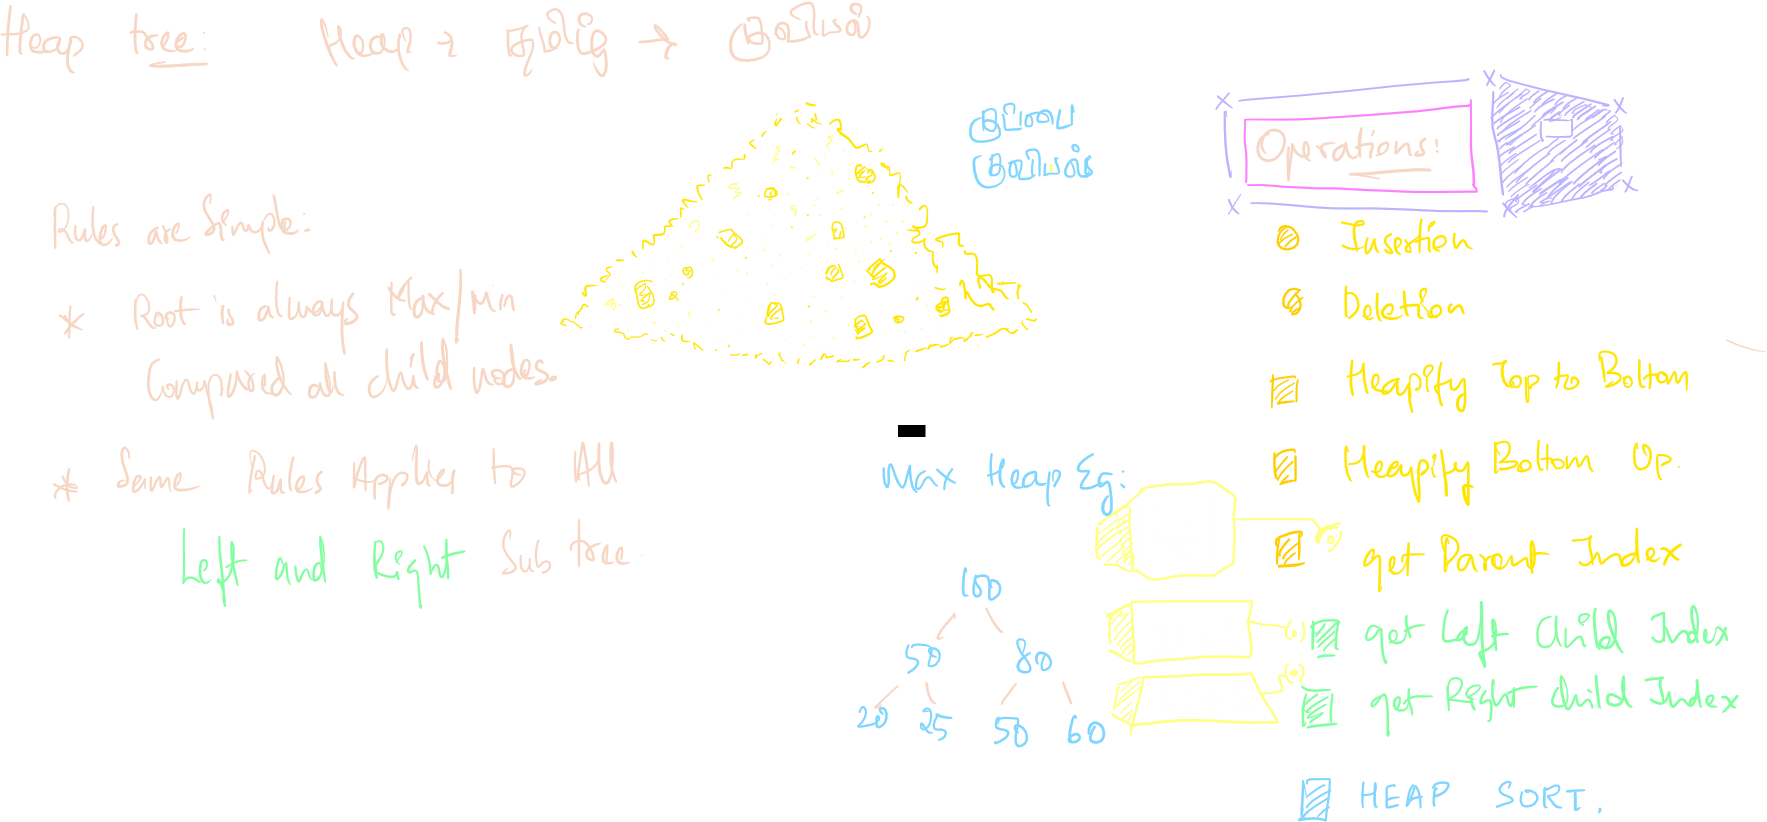 Heap tree: Heap → தமிழ் → குவியல்
குப்பை
குவியல்
Rules are Simple:
* Root is always Max/Min
Compared all child nodes.
* Same Rules Applies to All
Left and Right Sub tree
Max Heap Eg:
100
50 80
20 25 50 60
Operations:
Insertion
Deletion
Heapify Top to Bottom
Heapify Bottom Up.
get Parent Index
get Left Child Index
get Right child Index
HEAP SORT.